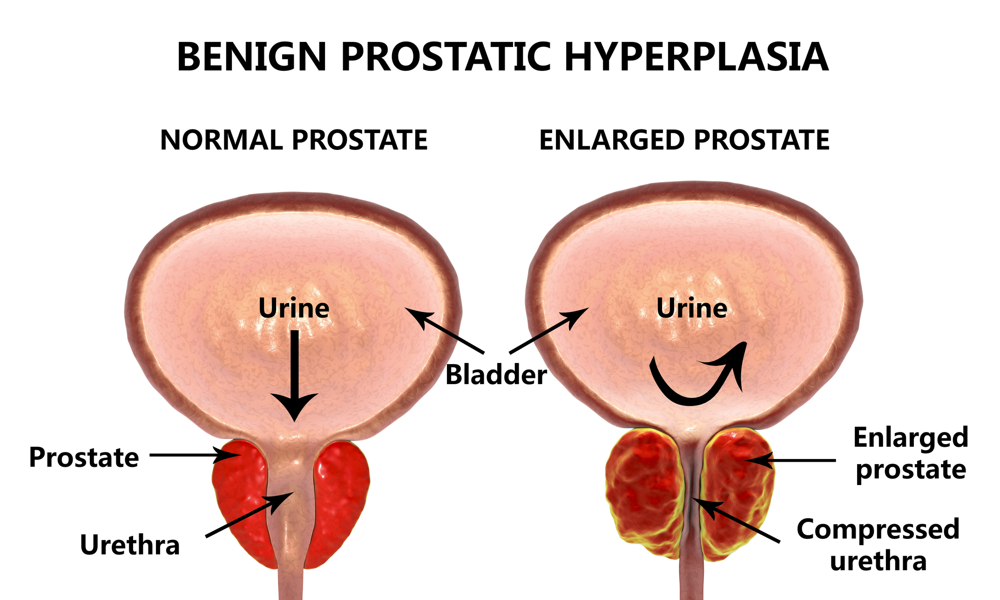 BENIGN PROSTATIC HYPERPLASIA
NORMAL PROSTATE
ENLARGED PROSTATE
Urine
Urine
Bladder
Prostate
Urethra
Enlarged
prostate
Compressed
urethra